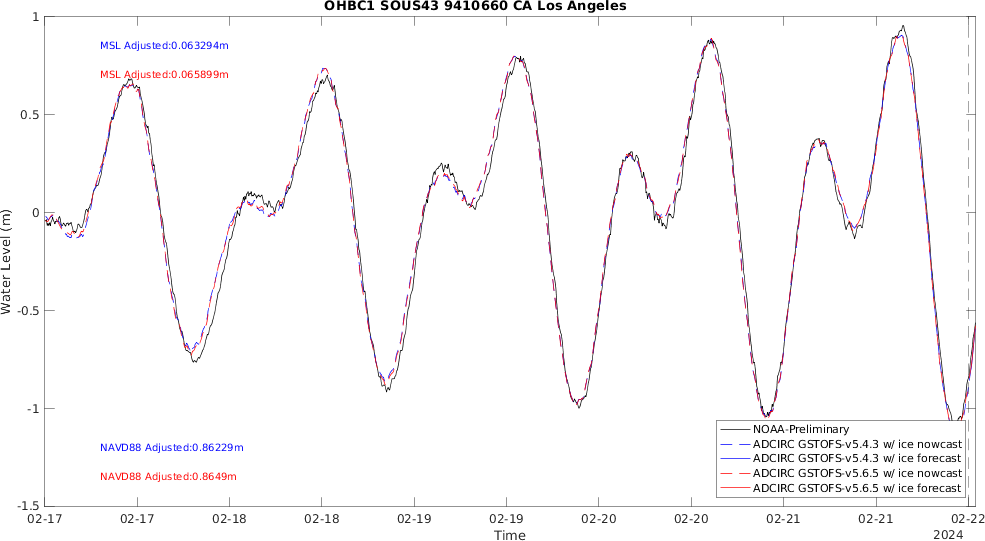 OHBC1 SOUS43 9410660 CA Los Angeles
1
MSL Adjusted:0.063294m
MSL Adjusted:0.065899m
0.5
0
Water Level (m)
-0.5
-1
NOAA-Preliminary
ADCIRC GSTOFS-v5.4.3 w/ ice nowcast
NAVD88 Adjusted:0.86229m
ADCIRC GSTOFS-v5.4.3 w/ ice forecast
ADCIRC GSTOFS-v5.6.5 w/ ice nowcast
NAVD88 Adjusted:0.8649m
ADCIRC GSTOFS-v5.6.5 w/ ice forecast
-1.5
02-17 02-17 02-18 02-18 02-19 02-19 02-20 02-20 02-21 02-21 02-22
Time
2024